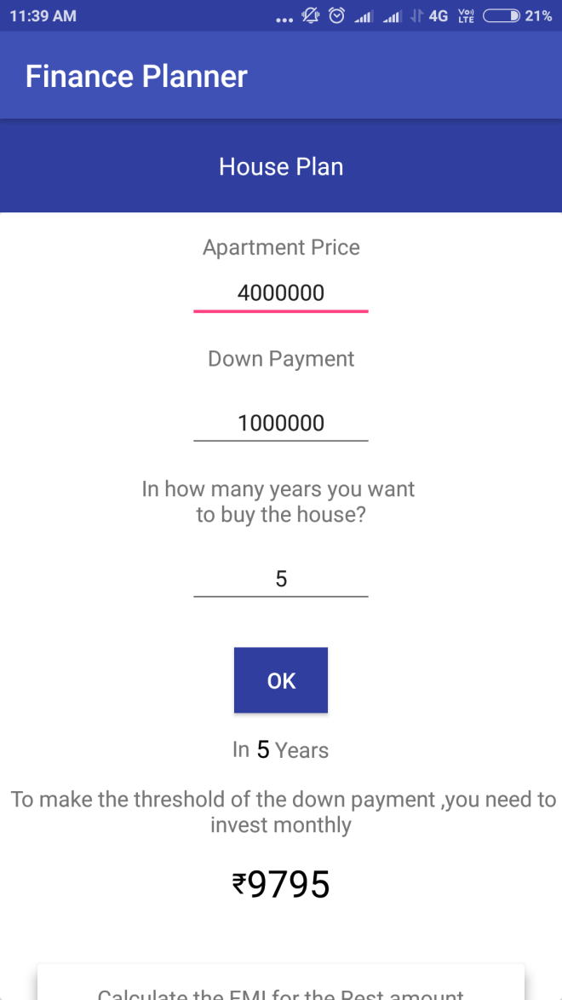 11:39 AM
... 4G VoLTE 21%
Finance Planner
House Plan
Apartment Price
4000000
Down Payment
1000000
In how many years you want
to buy the house?
5
OK
In 5 Years
To make the threshold of the down payment ,you need to
invest monthly
₹9795
Calculate the EMI for the Rest amount